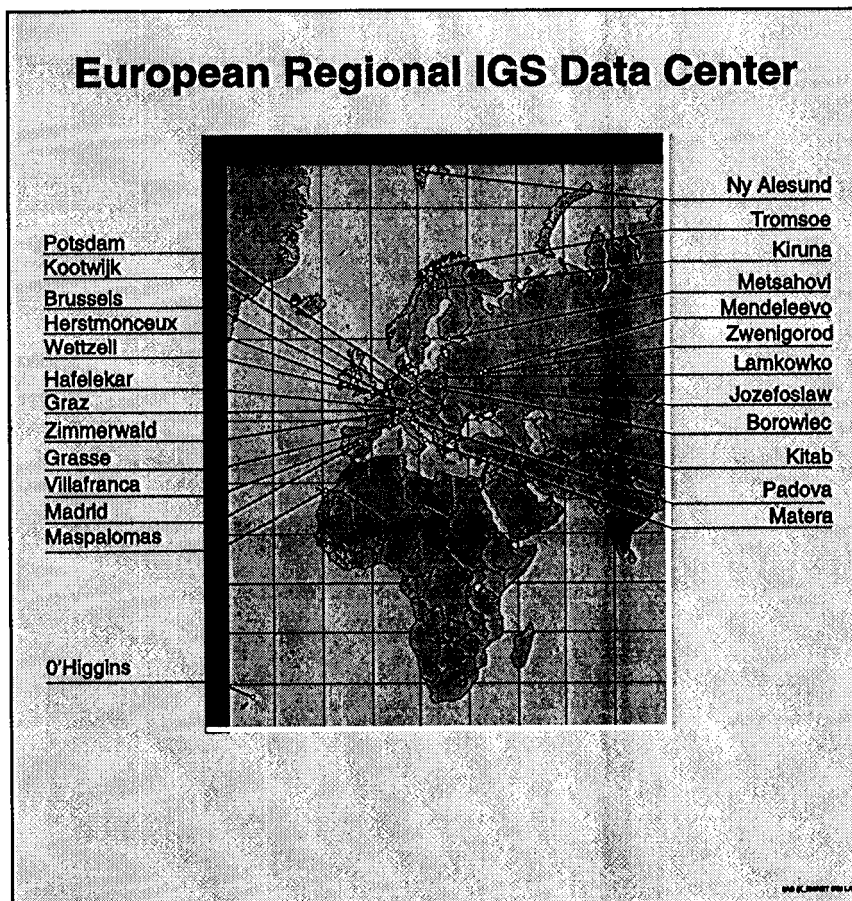 European Regional IGS Data Center
Potsdam
Kootwijk
Brussels
Herstmonceux
Wettzell
Hafelekar
Graz
Zimmerwald
Grasse
Villafranca
Madrid
Maspalomas
O'Higgins
Ny Alesund
Tromsoe
Kiruna
Metsahovi
Mendeleevo
Zwenigorod
Lamkowko
Jozefoslaw
Borowiec
Kitab
Padova
Matera